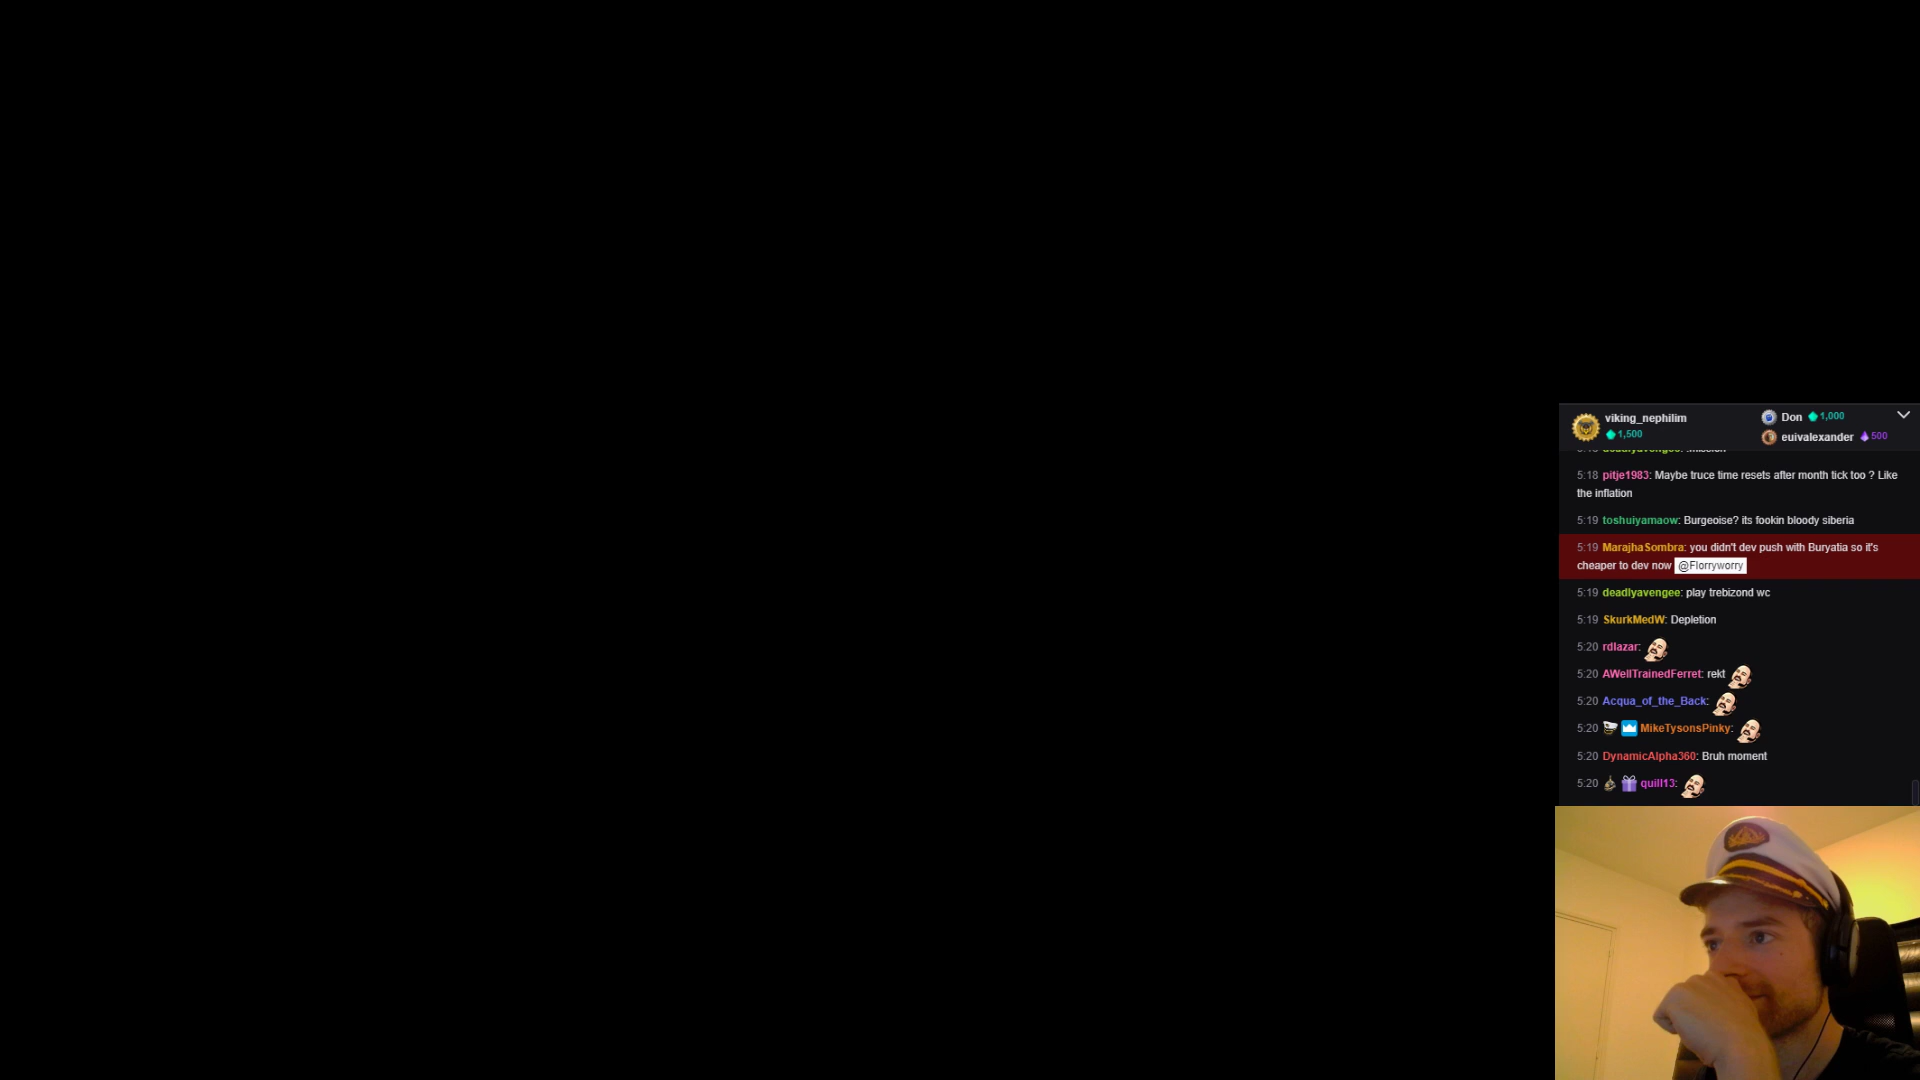 viking_nephilim
1,500
Don 1,000
euivalexander 500
5:18 pitje1983: Maybe truce time resets after month tick too ? Like
the inflation
5:19 toshuiyamaow: Burgeoise? its fookin bloody siberia
5:19 MarajhaSombra: you didn't dev push with Buryatia so it's
cheaper to dev now @Florryworry
5:19 deadlyavengee: play trebizond wc
5:19 SkurkMedW: Depletion
5:20 rdlazar:
5:20 AWellTrainedFerret: rekt
5:20 Acqua_of_the_Back:
5:20 MikeTysonsPinky:
5:20 DynamicAlpha360: Bruh moment
5:20 quill13: